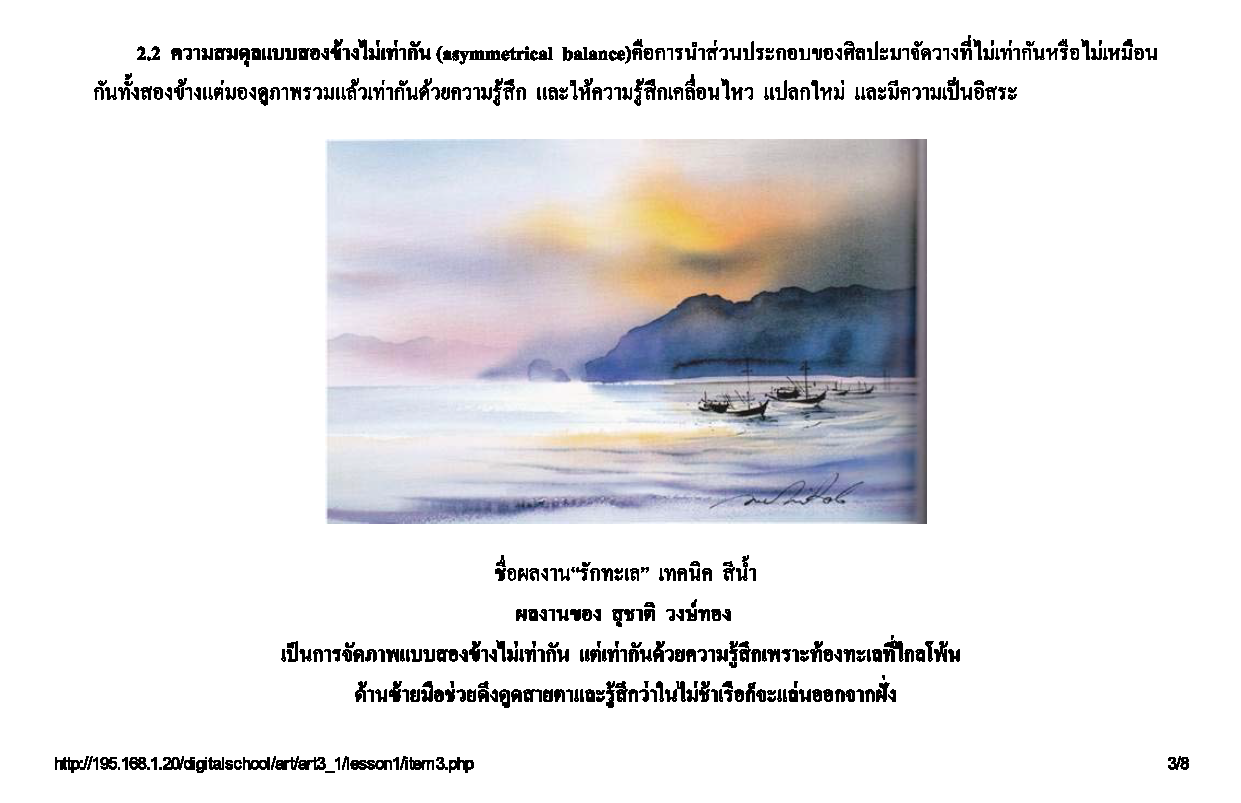 2.2 ความสมดุลแบบสองข้างไม่เท่ากัน (asymmetrical balance)คือการนำส่วนประกอบของศิลปะมาจัดวางที่ไม่เท่ากันหรือไม่เหมือน
กันทั้งสองข้างแต่มองดูภาพรวมแล้วเท่ากันด้วยความรู้สึก และให้ความรู้สึกเคลื่อนไหว แปลกใหม่ และมีความเป็นอิสระ
ชื่อผลงาน“รักทะเล” เทคนิค สีน้ำ
ผลงานของ สุชาติ วงษ์ทอง
เป็นการจัดภาพแบบสองข้างไม่เท่ากัน แต่เท่ากันด้วยความรู้สึกเพราะท้องทะเลที่ไกลโพ้น
ด้านซ้ายมือช่วยดึงดูดสายตาและรู้สึกว่าในไม่ช้าเรือก็จะแล่นออกจากฝั่ง
http://195.168.1.20/digitalschool/art/art3_1/lesson1/item3.php 3/8